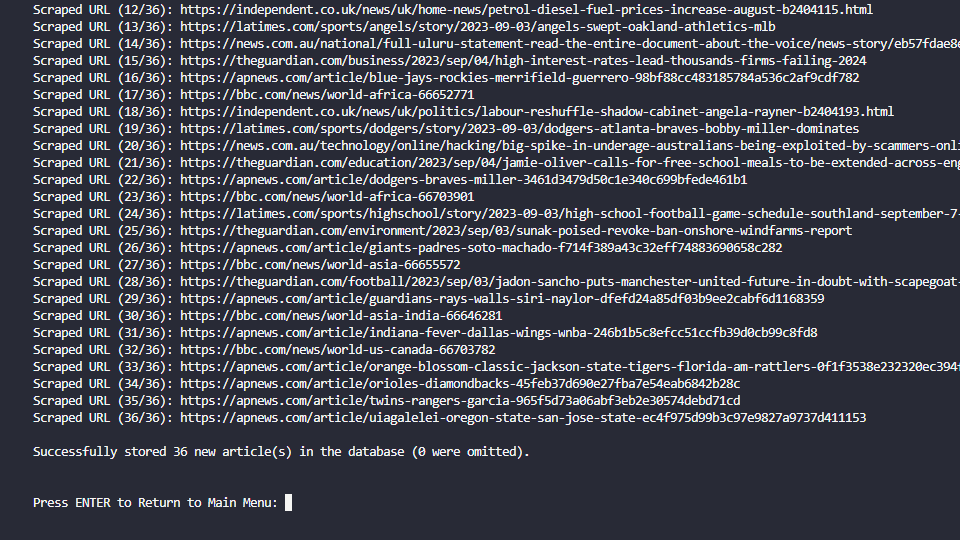 Scraped URL (12/36): https://independent.co.uk/news/uk/home-news/petrol-diesel-fuel-prices-increase-august-b2404115.html
Scraped URL (13/36): https://latimes.com/sports/angels/story/2023-09-03/angels-swept-oakland-athletics-mlb
Scraped URL (14/36): https://news.com.au/national/full-uluru-statement-read-the-entire-document-about-the-voice/news-story/eb57fdae8e
Scraped URL (15/36): https://theguardian.com/business/2023/sep/04/high-interest-rates-lead-thousands-firms-failing-2024
Scraped URL (16/36): https://apnews.com/article/blue-jays-rockies-merrifield-guerrero-98bf88cc483185784a536c2af9cdf782
Scraped URL (17/36): https://bbc.com/news/world-africa-66652771
Scraped URL (18/36): https://independent.co.uk/news/uk/politics/labour-reshuffle-shadow-cabinet-angela-rayner-b2404193.html
Scraped URL (19/36): https://latimes.com/sports/dodgers/story/2023-09-03/dodgers-atlanta-braves-bobby-miller-dominates
Scraped URL (20/36): https://news.com.au/technology/online/hacking/big-spike-in-underage-australians-being-exploited-by-scammers-onli
Scraped URL (21/36): https://theguardian.com/education/2023/sep/04/jamie-oliver-calls-for-free-school-meals-to-be-extended-across-eng
Scraped URL (22/36): https://apnews.com/article/dodgers-braves-miller-3461d3479d50c1e340c699bfede461b1
Scraped URL (23/36): https://bbc.com/news/world-africa-66703901
Scraped URL (24/36): https://latimes.com/sports/highschool/story/2023-09-03/high-school-football-game-schedule-southland-september-7-
Scraped URL (25/36): https://theguardian.com/environment/2023/sep/03/sunak-poised-revoke-ban-onshore-windfarms-report
Scraped URL (26/36): https://apnews.com/article/giants-padres-soto-machado-f714f389a43c32eff74883690658c282
Scraped URL (27/36): https://bbc.com/news/world-asia-66655572
Scraped URL (28/36): https://theguardian.com/football/2023/sep/03/jadon-sancho-puts-manchester-united-future-in-doubt-with-scapegoat-
Scraped URL (29/36): https://apnews.com/article/guardians-rays-walls-siri-naylor-dfefd24a85df03b9ee2cabf6d1168359
Scraped URL (30/36): https://bbc.com/news/world-asia-india-66646281
Scraped URL (31/36): https://apnews.com/article/indiana-fever-dallas-wings-wnba-246b1b5c8efcc51ccfb39d0cb99c8fd8
Scraped URL (32/36): https://bbc.com/news/world-us-canada-66703782
Scraped URL (33/36): https://apnews.com/article/orange-blossom-classic-jackson-state-tigers-florida-am-rattlers-0f1f3538e232320ec394f
Scraped URL (34/36): https://apnews.com/article/orioles-diamondbacks-45feb37d690e27fba7e54eab6842b28c
Scraped URL (35/36): https://apnews.com/article/twins-rangers-garcia-965f5d73a06abf3eb2e30574debd71cd
Scraped URL (36/36): https://apnews.com/article/uiagalelei-oregon-state-san-jose-state-ec4f975d99b3c97e9827a9737d411153
Successfully stored 36 new article(s) in the database (0 were omitted).
Press ENTER to Return to Main Menu: